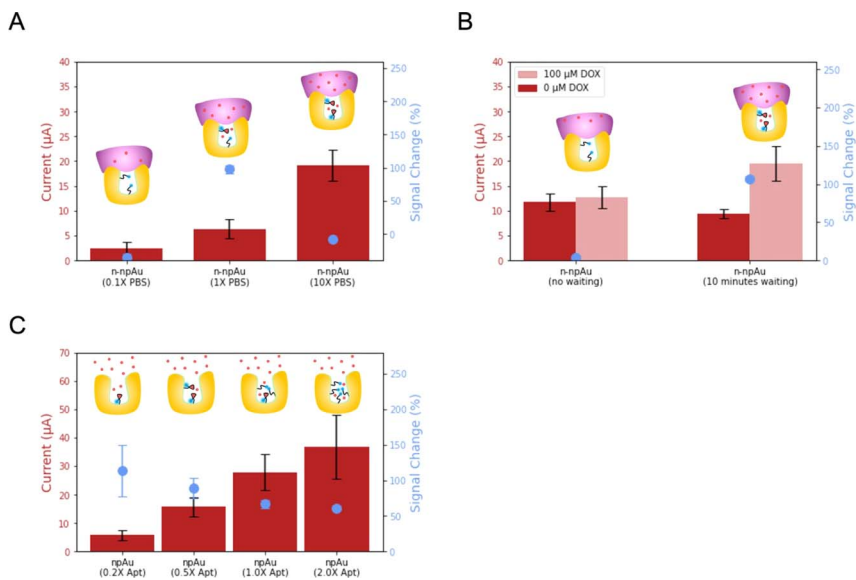 A
Current (µA)
40
35
30
25
20
15
10
5
0
250
200
150
100
50
0
Signal Change (%)
n-npAu
(0.1X PBS)
n-npAu
(1X PBS)
n-npAu
(10X PBS)
B
Current (µA)
40
35
30
25
20
15
10
5
0
100 µM DOX
0 µM DOX
250
200
150
100
50
0
Signal Change (%)
n-npAu
(no waiting)
n-npAu
(10 minutes waiting)
C
Current (µA)
70
60
50
40
30
20
10
0
250
200
150
100
50
0
Signal Change (%)
npAu
(0.2X Apt)
npAu
(0.5X Apt)
npAu
(1.0X Apt)
npAu
(2.0X Apt)